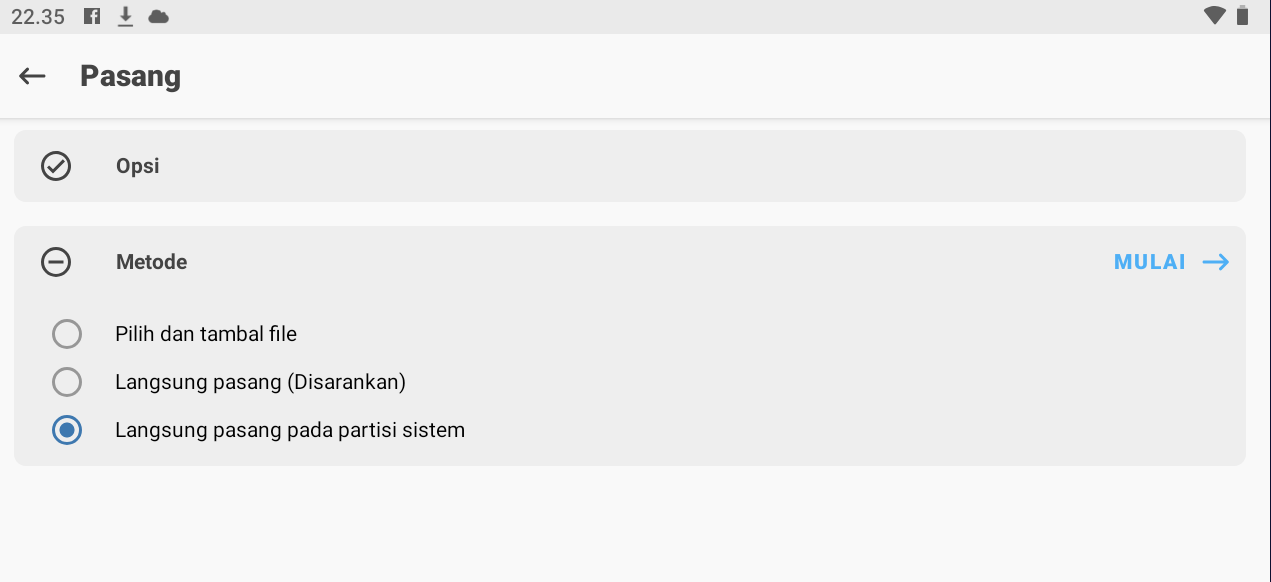 22.35
Pasang
Opsi
Metode
MULAI
Pilih dan tambal file
Langsung pasang (Disarankan)
Langsung pasang pada partisi sistem